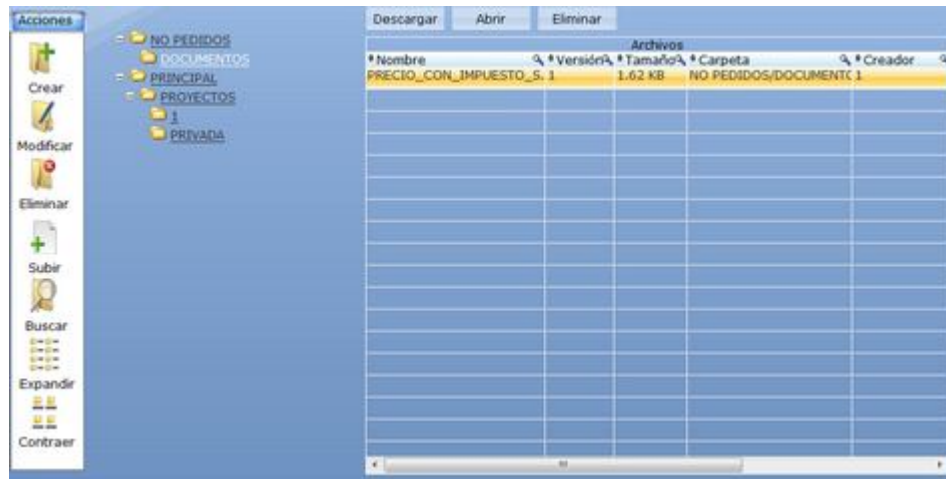 Acciones
Crear
Modificar
Eliminar
Subir
Buscar
Expandir
Contraer
NO PEDIDOS
DOCUMENTOS
PRINCIPAL
PROYECTOS
1
PRIVADA
Descargar Abrir Eliminar
Archivos
Nombre Versión Tamaño Carpeta Creador
PRECIO_CON_IMPUESTO_S. 1 1.62 KB NO PEDIDOS/DOCUMENTC 1